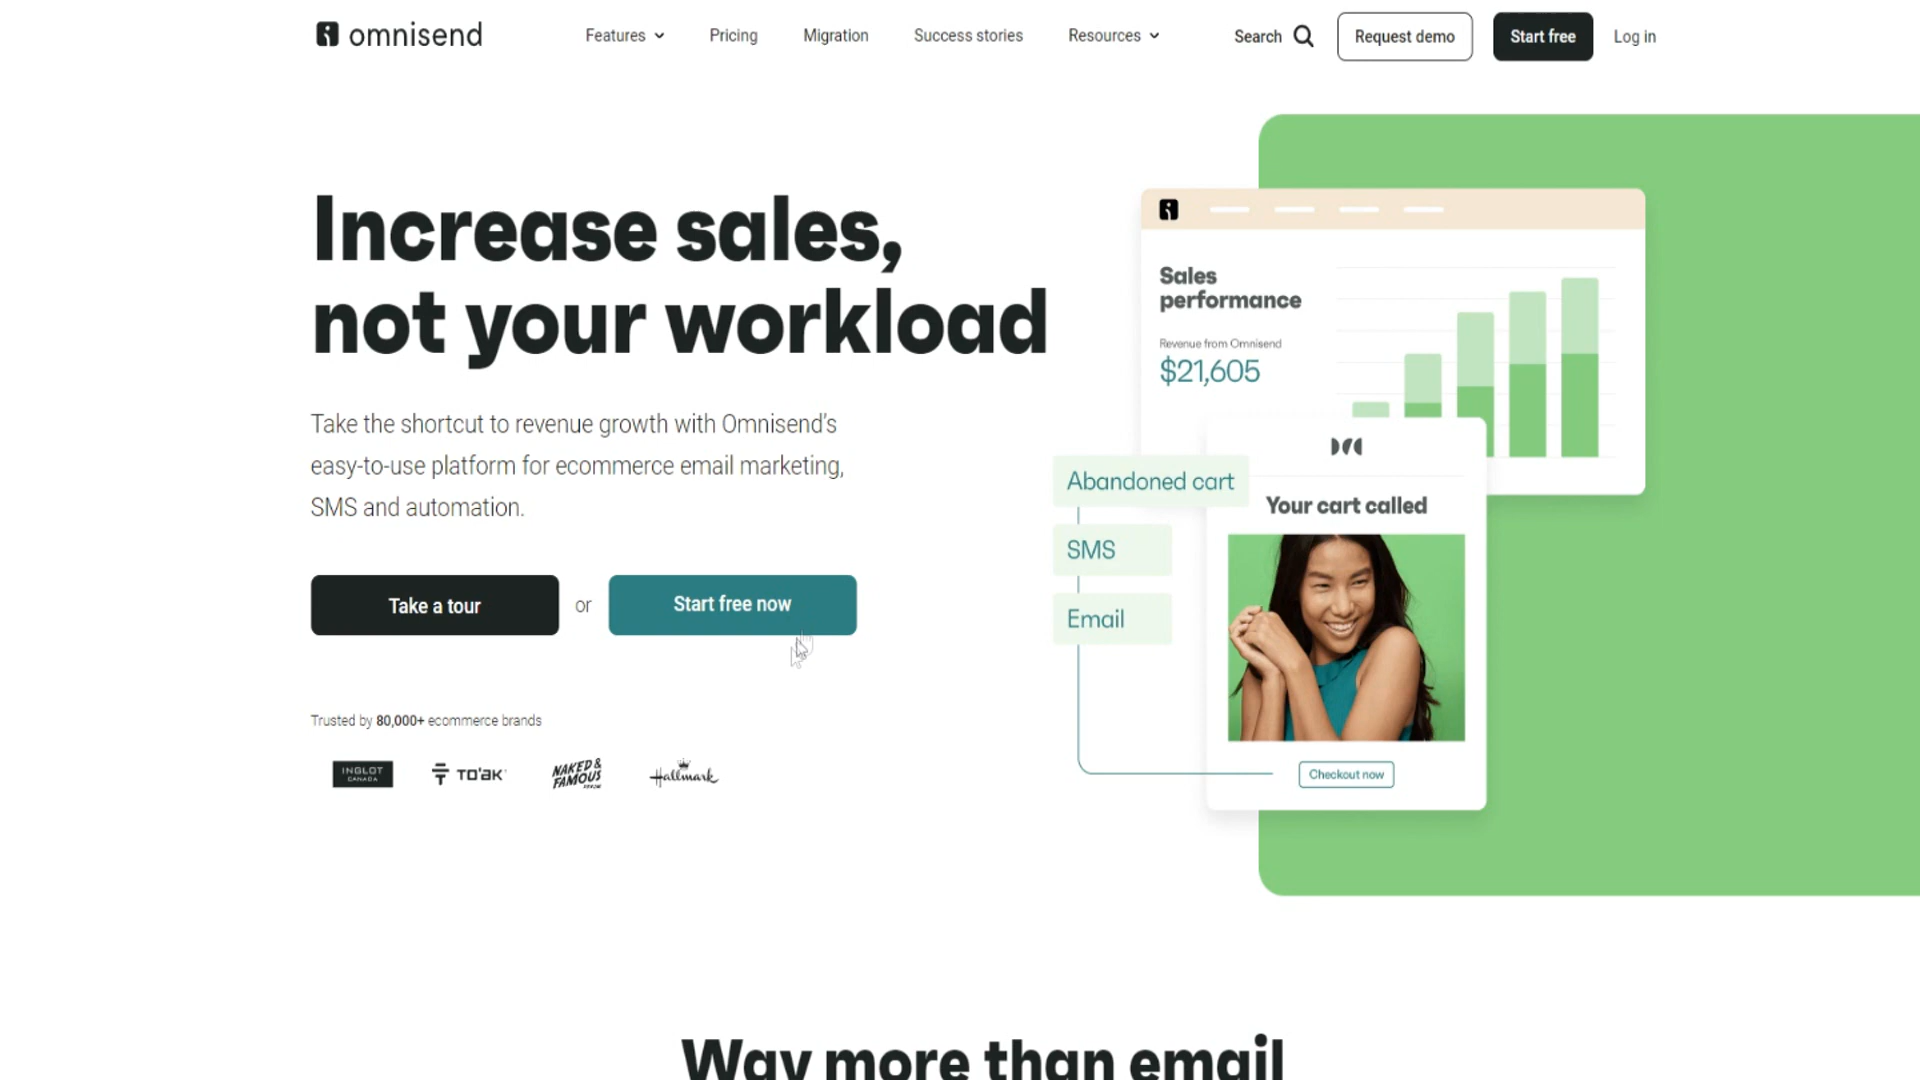 omnisend
Features
Pricing
Migration
Success stories
Resources
Search
Request demo
Start free
Log in
Increase sales,
not your workload
Take the shortcut to revenue growth with Omnisend's
easy-to-use platform for ecommerce email marketing,
SMS and automation.
Take a tour
or
Start free now
Trusted by 80,000+ ecommerce brands
INGLOT
CANADA
TO'AK
NAKED &
FAMOUS
DENIM
Hallmark
Sales
performance
Revenue from Omnisend
$21,605
Abandoned cart
SMS
Email
Your cart called
Checkout now
Way more than email